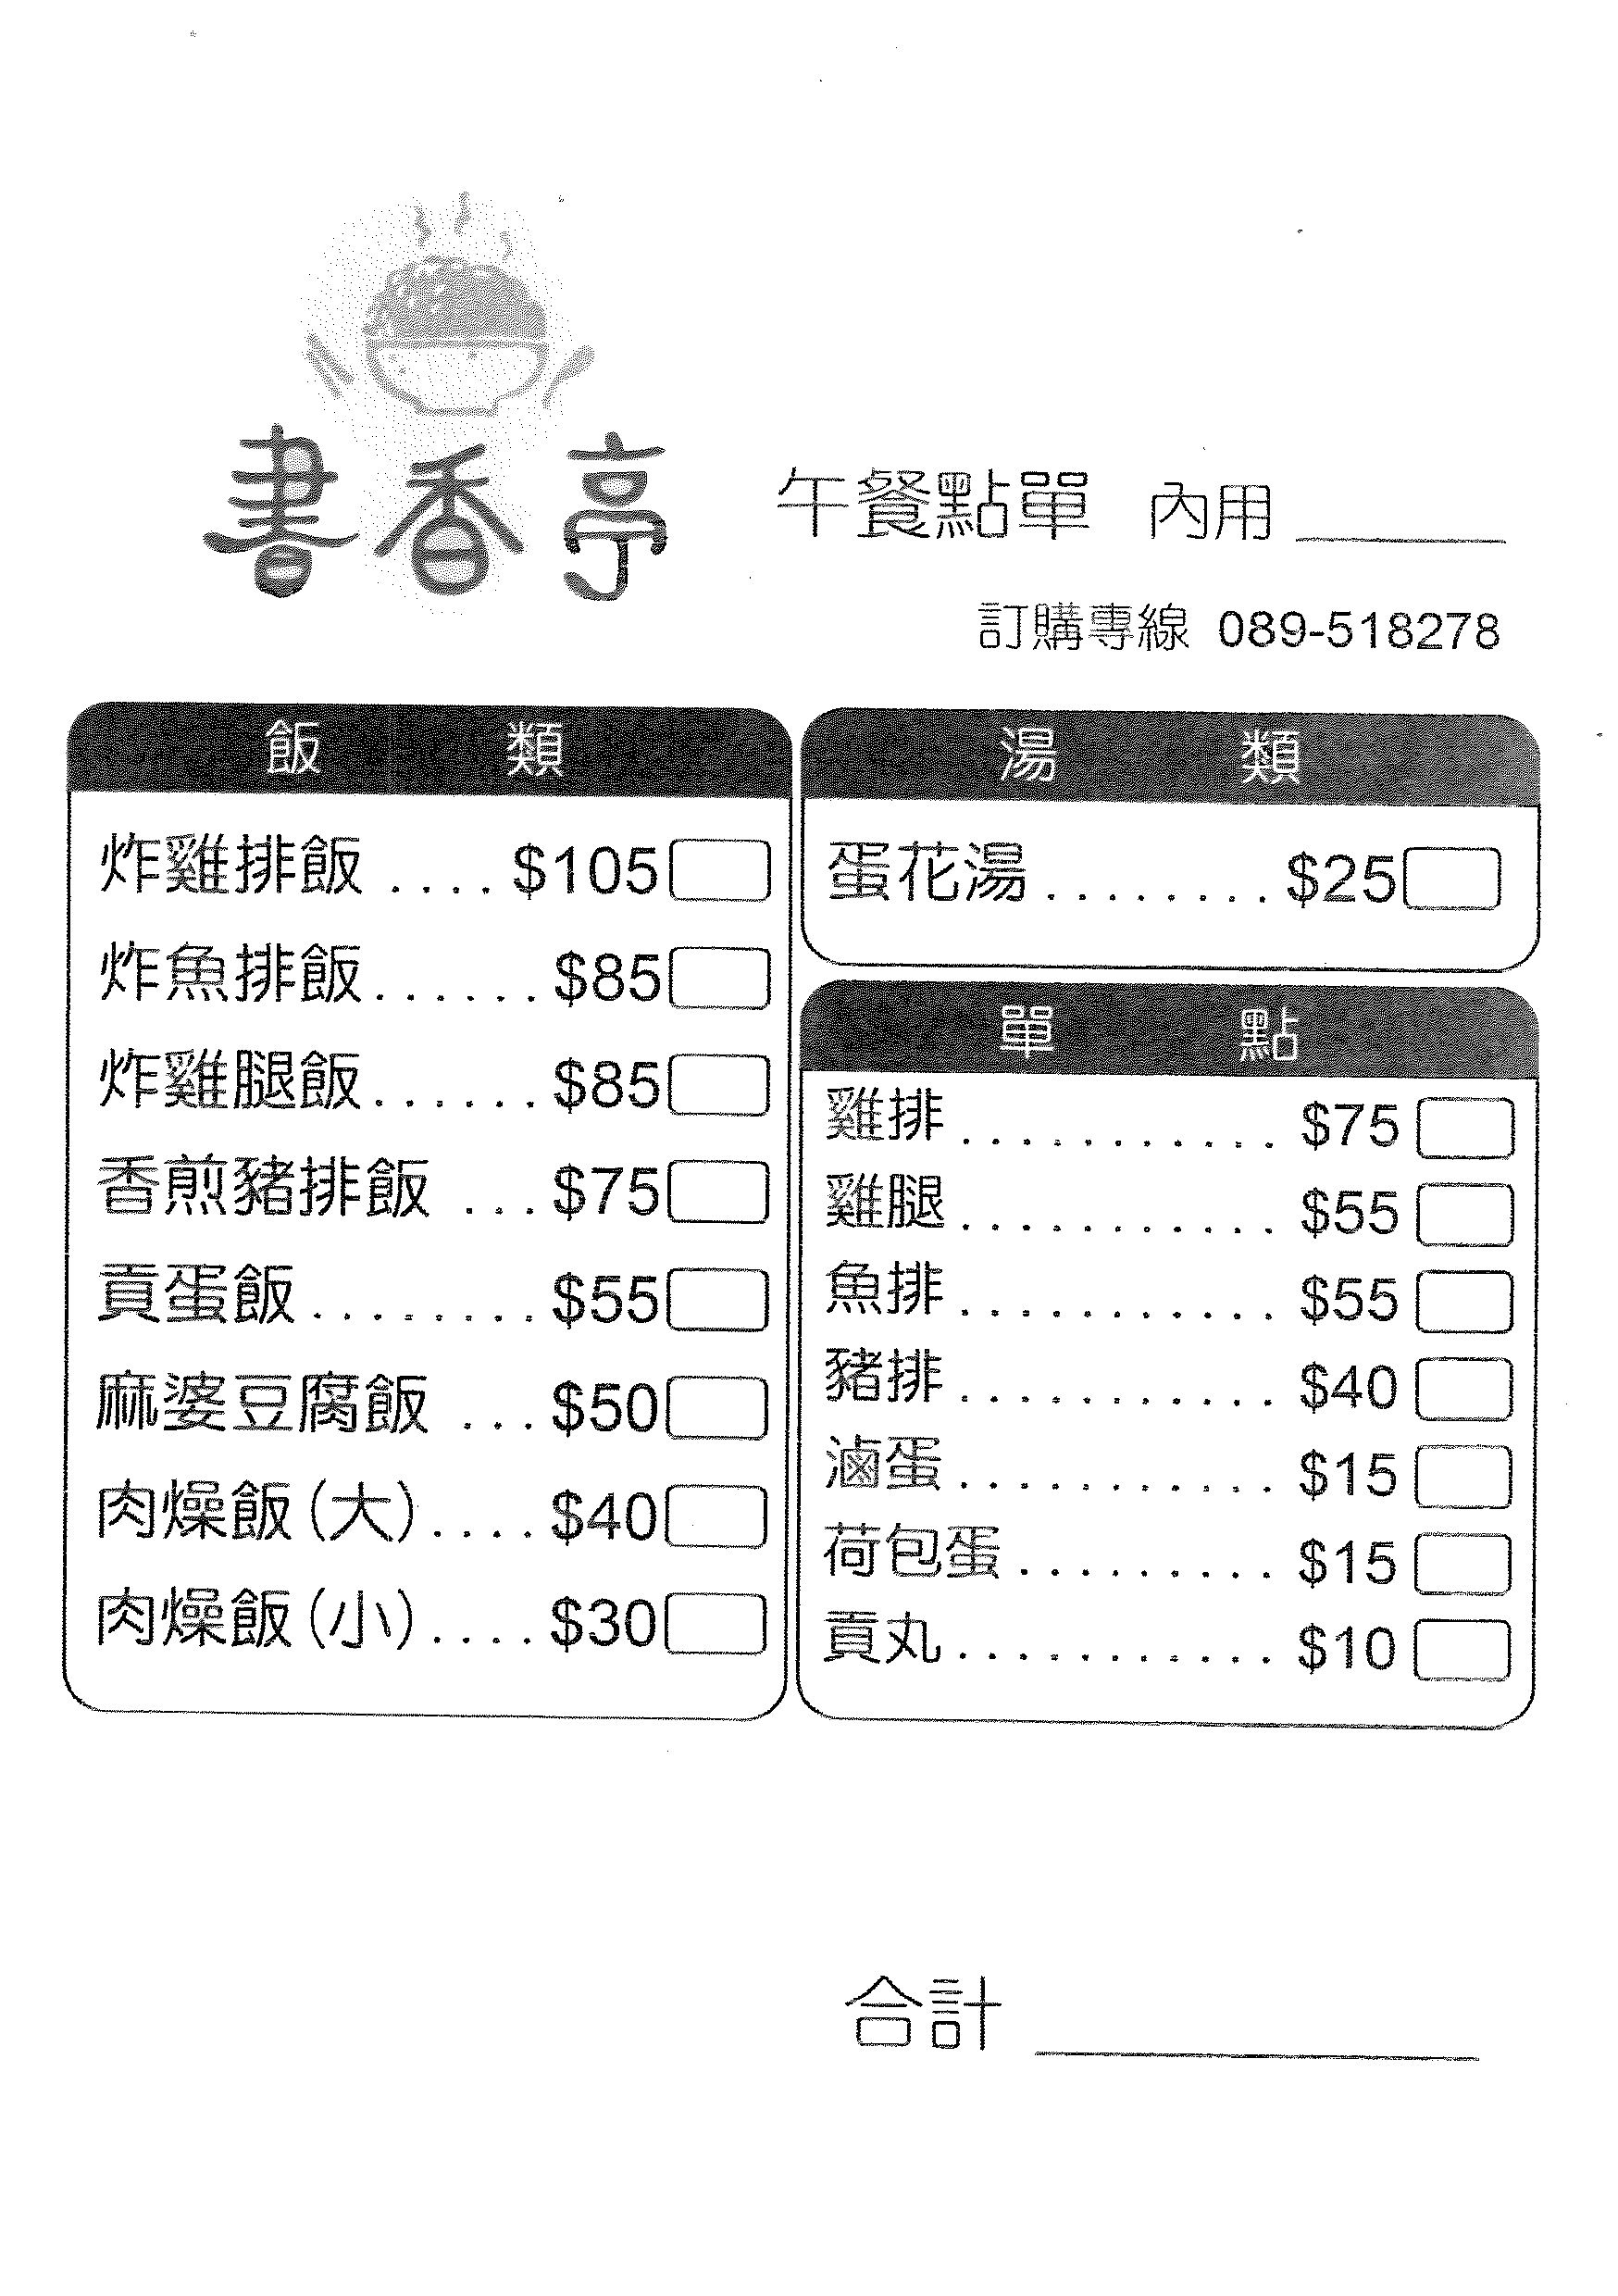 書香亭
午餐點單 內用
訂購專線 089-518278
飯 類
炸雞排飯 .... $105
炸魚排飯...... $85
炸雞腿飯...... $85
香煎豬排飯 ... $75
貢蛋飯........ $55
麻婆豆腐飯 ... $50
肉燥飯(大).... $40
肉燥飯(小).... $30
湯 類
蛋花湯........ $25
單 點
雞排........... $75
雞腿........... $55
魚排........... $55
豬排........... $40
滷蛋........... $15
荷包蛋......... $15
貢丸........... $10
合計